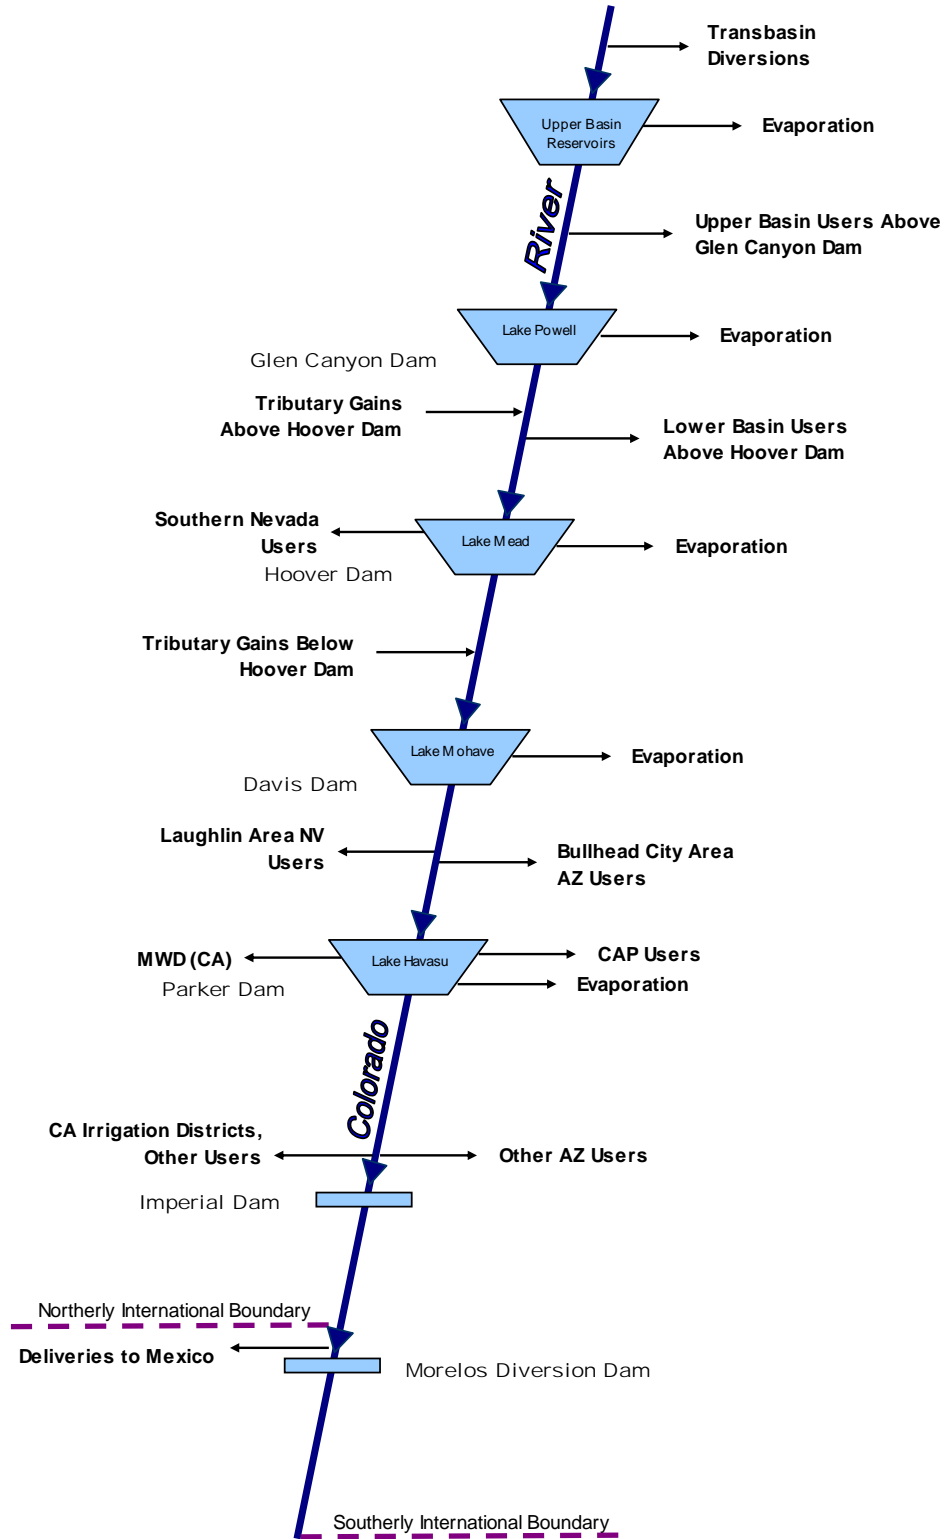 Transbasin
Diversions
Upper Basin
Reservoirs
Evaporation
River
Upper Basin Users Above
Glen Canyon Dam
Lake Powell
Evaporation
Glen Canyon Dam
Tributary Gains
Above Hoover Dam
Lower Basin Users
Above Hoover Dam
Southern Nevada
Users
Lake Mead
Evaporation
Hoover Dam
Tributary Gains Below
Hoover Dam
Lake Mohave
Evaporation
Davis Dam
Laughlin Area NV
Users
Bullhead City Area
AZ Users
MWD (CA)
Lake Havasu
CAP Users
Evaporation
Parker Dam
Colorado
CA Irrigation Districts,
Other Users
Other AZ Users
Imperial Dam
Northerly International Boundary
Deliveries to Mexico
Morelos Diversion Dam
Southerly International Boundary